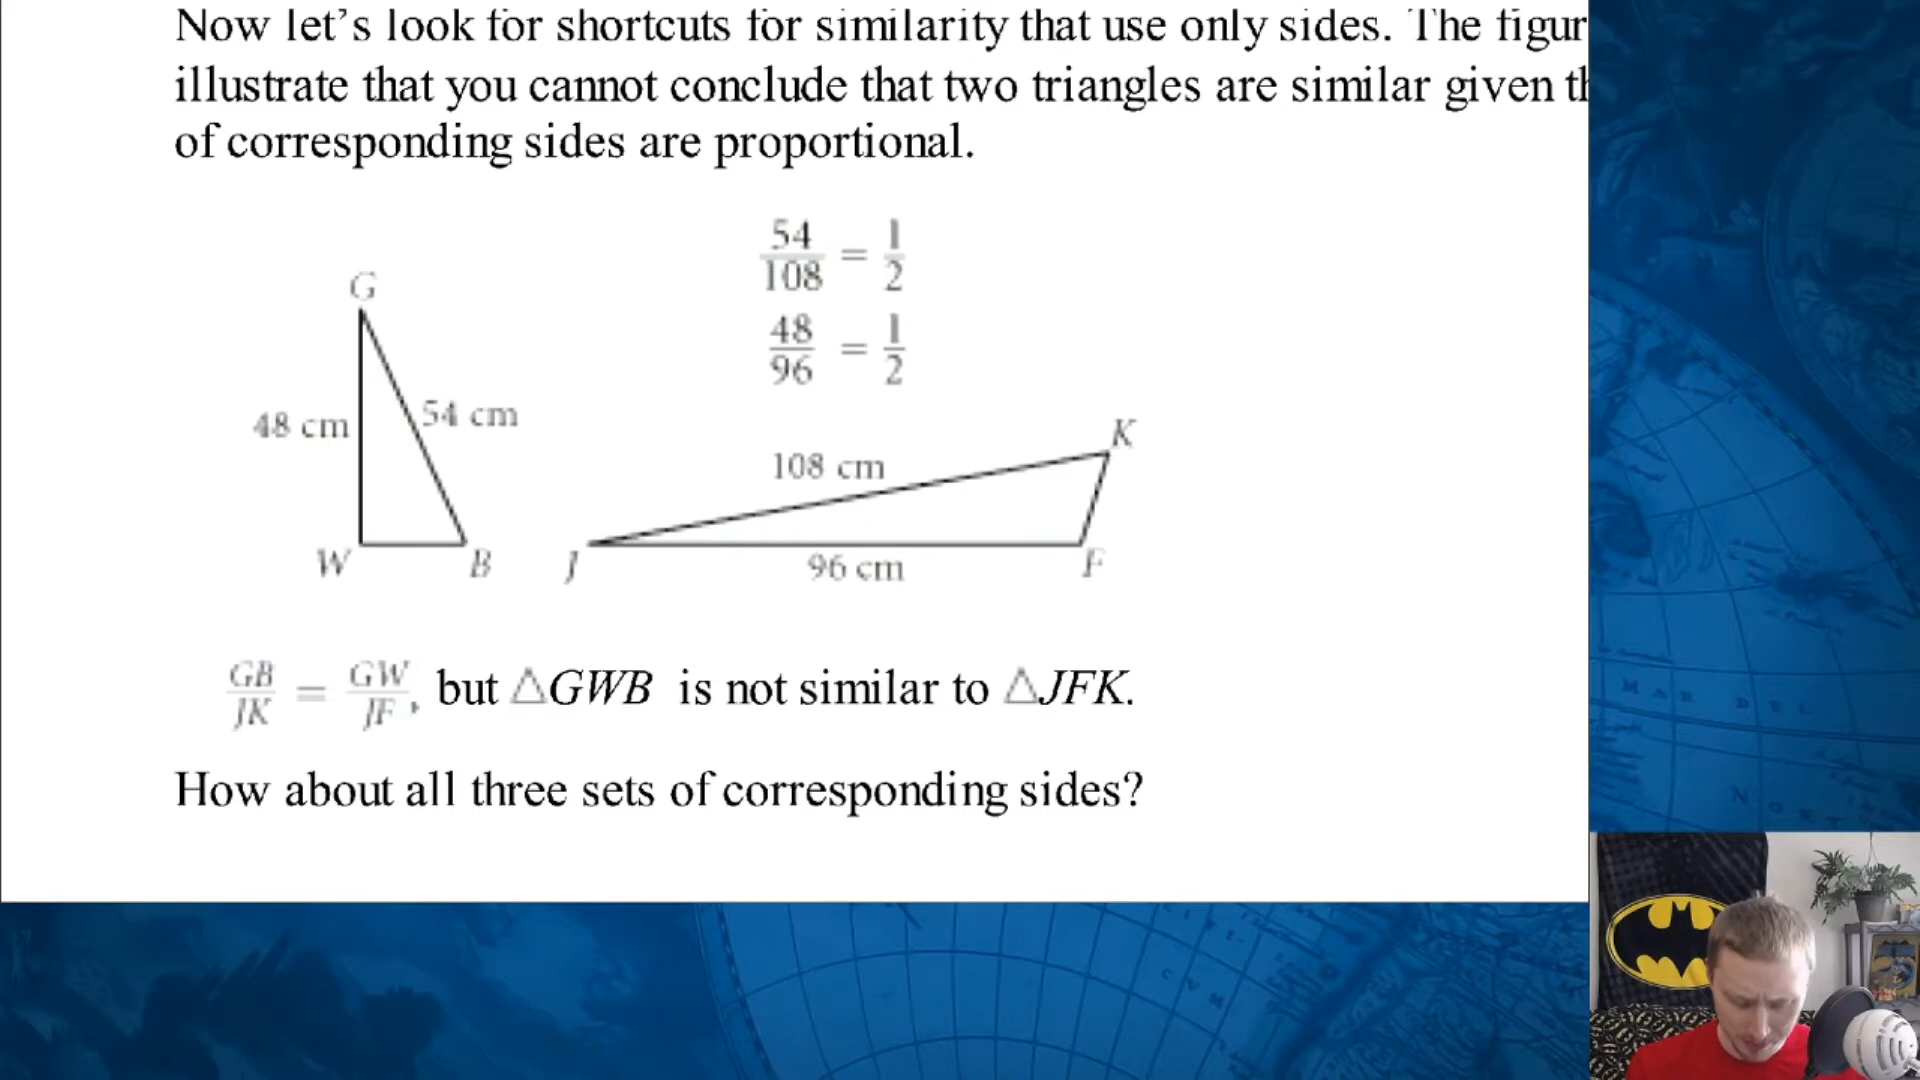 Now let's look for shortcuts for similarity that use only sides. The
illustrate that you cannot conclude that two triangles are similar given
of corresponding sides are proportional.
54/108 = 1/2
48/96 = 1/2
G
48 cm
54 cm
W
B
108 cm
K
J
96 cm
F
GB/JK = GW/JF, but △GWB is not similar to △JFK.
How about all three sets of corresponding sides?
MAR DEL